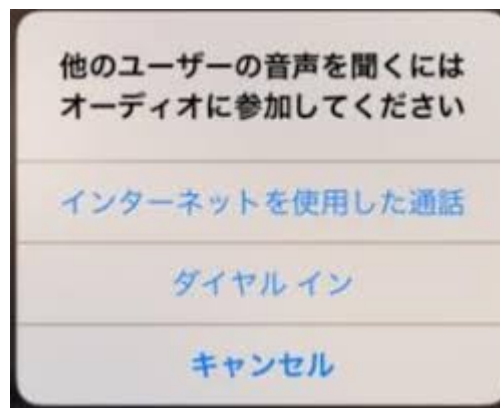 他のユーザーの音声を聞くには
オーディオに参加してください
インターネットを使用した通話
ダイヤル イン
キャンセル